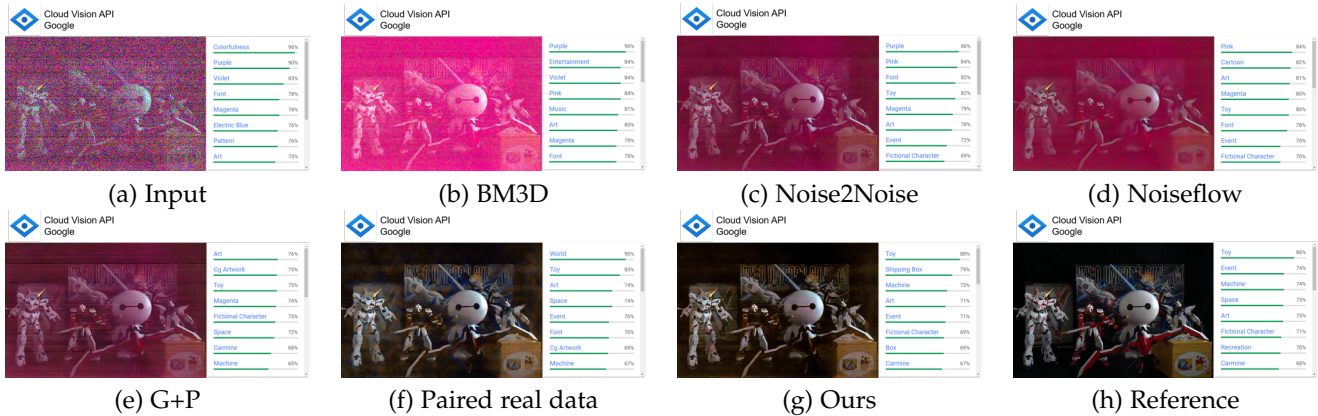 Cloud Vision API
Google
Colorfulness 96%
Purple 90%
Violet 83%
Font 78%
Magenta 78%
Electric Blue 76%
Pattern 76%
Art 73%
(a) Input
Cloud Vision API
Google
Purple 90%
Entertainment 84%
Violet 84%
Pink 84%
Music 81%
Art 80%
Magenta 79%
Font 79%
(b) BM3D
Cloud Vision API
Google
Purple 86%
Pink 84%
Font 82%
Toy 82%
Magenta 79%
Art 78%
Event 72%
Fictional Character 69%
(c) Noise2Noise
Cloud Vision API
Google
Pink 84%
Cartoon 82%
Art 81%
Magenta 80%
Toy 80%
Font 78%
Event 70%
Fictional Character 70%
(d) Noiseflow
Cloud Vision API
Google
Art 76%
Cg Artwork 75%
Toy 75%
Magenta 74%
Fictional Character 73%
Space 72%
Carmine 68%
Machine 65%
(e) G+P
Cloud Vision API
Google
World 90%
Toy 83%
Art 74%
Space 74%
Event 70%
Font 70%
Cg Artwork 69%
Machine 67%
(f) Paired real data
Cloud Vision API
Google
Toy 88%
Shipping Box 79%
Machine 73%
Art 71%
Event 71%
Fictional Character 69%
Box 69%
Carmine 67%
(g) Ours
Cloud Vision API
Google
Toy 86%
Event 74%
Machine 74%
Space 73%
Art 73%
Fictional Character 71%
Recreation 70%
Carmine 68%
(h) Reference